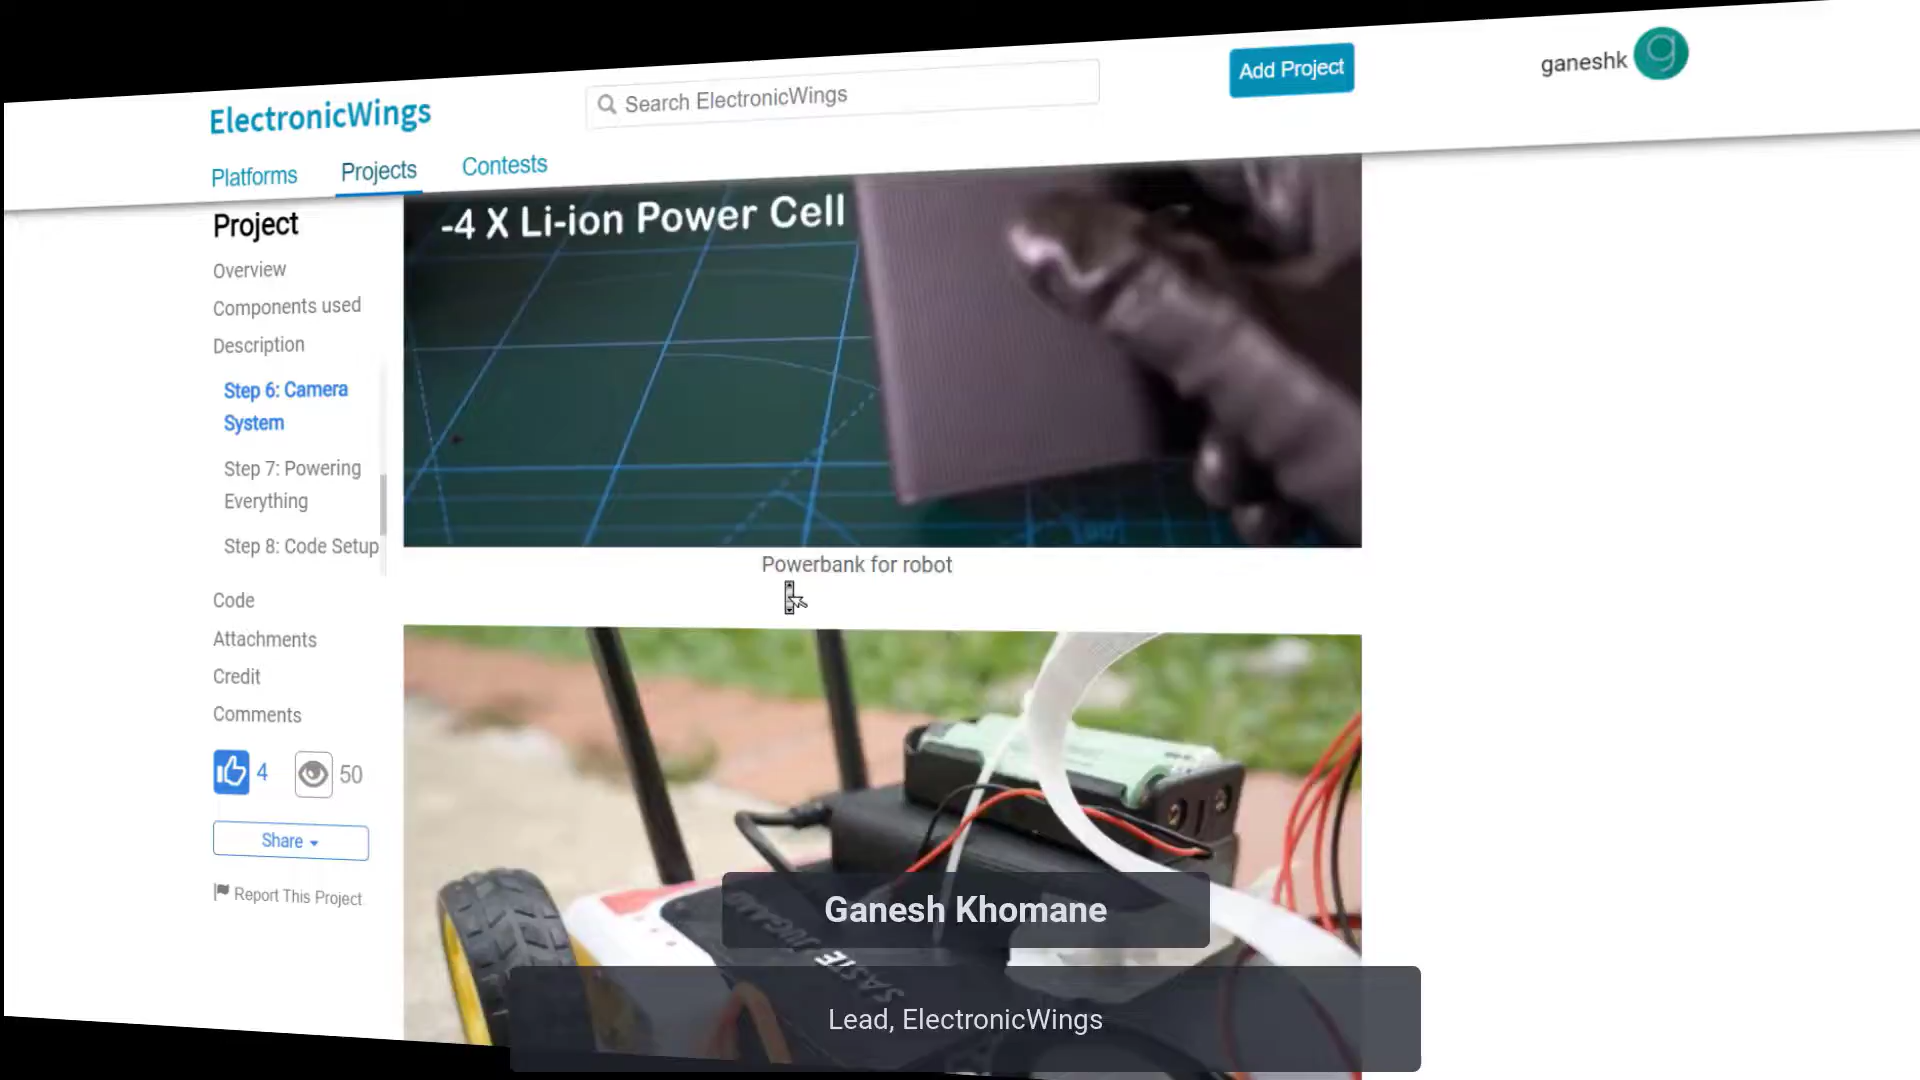 ElectronicWings
Search ElectronicWings
Add Project
ganeshk
g
Platforms
Projects
Contests
Project
Overview
Components used
Description
Step 6: Camera
System
Step 7: Powering
Everything
Step 8: Code Setup
Code
Attachments
Credit
Comments
4
50
Share
Report This Project
-4 X Li-ion Power Cell
Powerbank for robot
SASTE JUGAAD
Ganesh Khomane
Lead, ElectronicWings